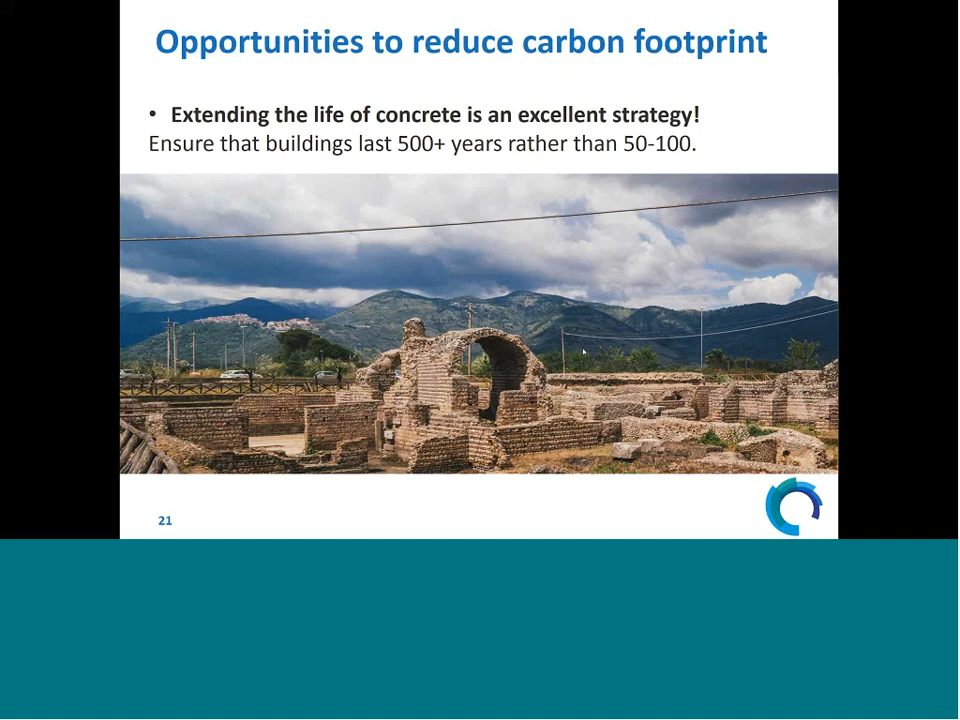 Opportunities to reduce carbon footprint
• Extending the life of concrete is an excellent strategy!
Ensure that buildings last 500+ years rather than 50-100.
21